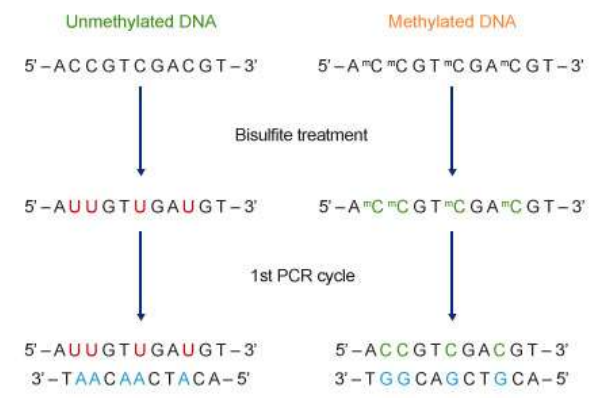 Unmethylated DNA Methylated DNA
5'–ACCGTCGACGT–3' 5'–AᵐCᵐCGTᵐCGAᵐCGT–3'
Bisulfite treatment
5'–AUUGTUGAUGT–3' 5'–AᵐCᵐCGTᵐCGAᵐCGT–3'
1st PCR cycle
5'–AUUGTUGAUGT–3' 5'–ACCGTCGACGT–3'
3'–TAACAACTACA–5' 3'–TGGCAGCTGCA–5'